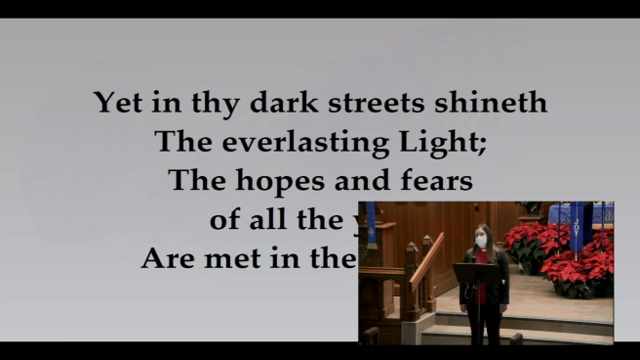 Yet in thy dark streets shineth
The everlasting Light;
The hopes and fears
of all the
Are met in the
JOY